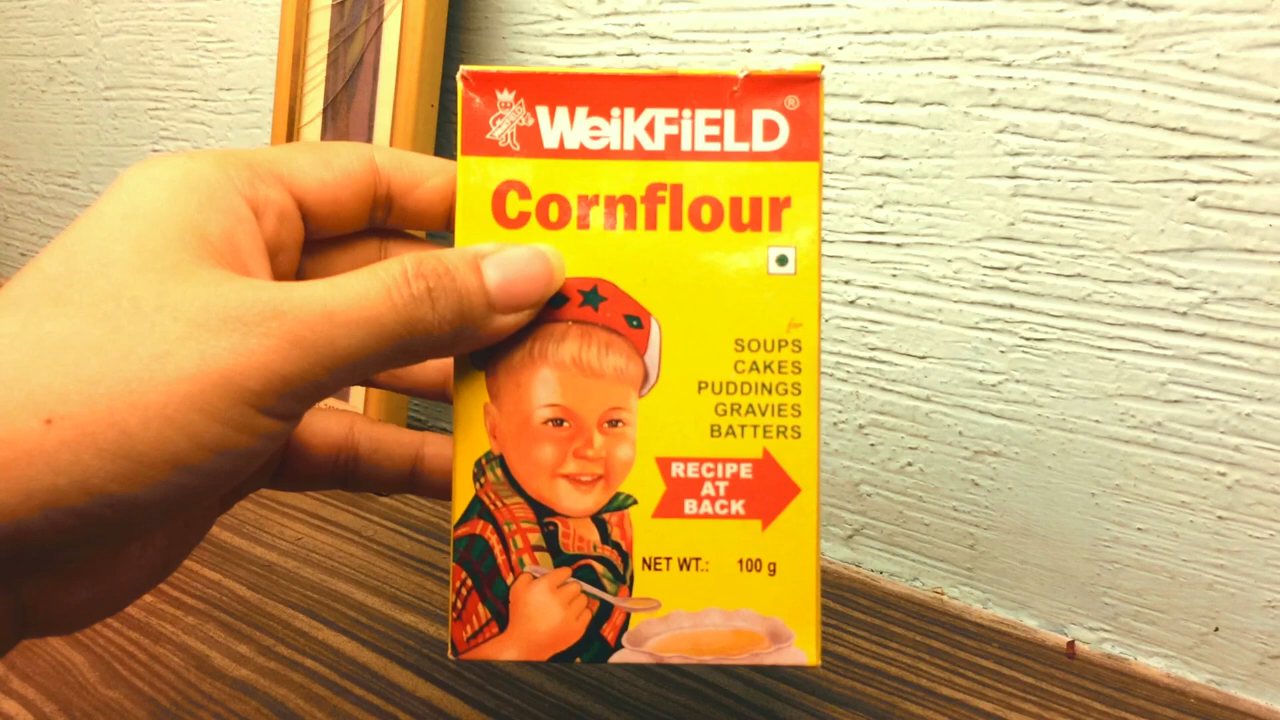 WeiKFiELD®
Cornflour
for
SOUPS
CAKES
PUDDINGS
GRAVIES
BATTERS
RECIPE
AT
BACK
NET WT.: 100 g